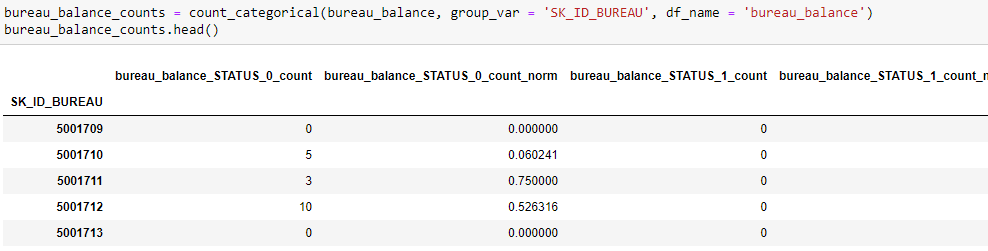 bureau_balance_counts = count_categorical(bureau_balance, group_var = 'SK_ID_BUREAU', df_name = 'bureau_balance')
bureau_balance_counts.head()
bureau_balance_STATUS_0_count bureau_balance_STATUS_0_count_norm bureau_balance_STATUS_1_count bureau_balance_STATUS_1_count_n
SK_ID_BUREAU
5001709 0 0.000000 0
5001710 5 0.060241 0
5001711 3 0.750000 0
5001712 10 0.526316 0
5001713 0 0.000000 0